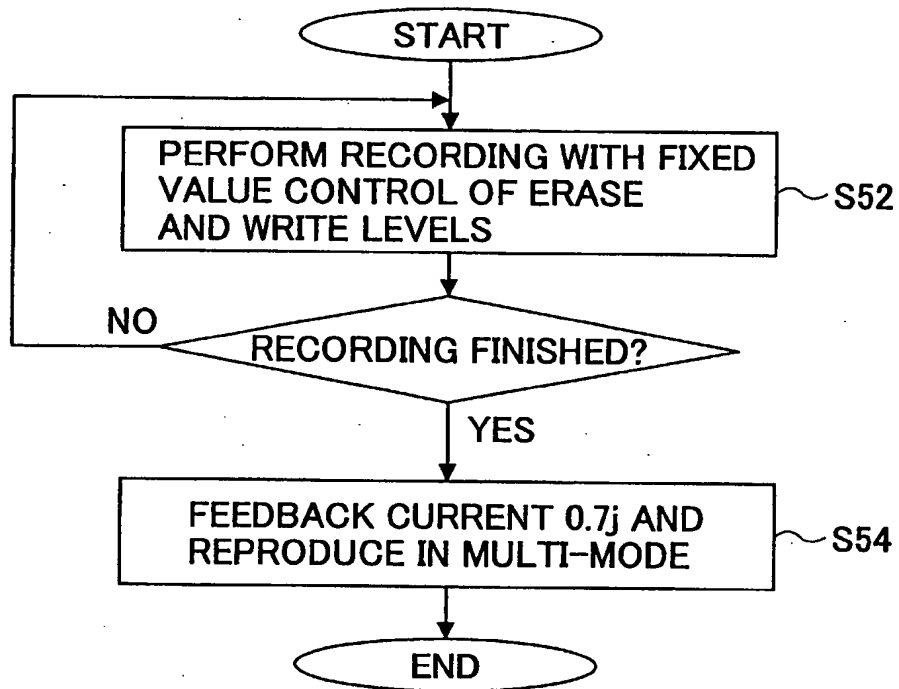 START
PERFORM RECORDING WITH FIXED
VALUE CONTROL OF ERASE
AND WRITE LEVELS
S52
NO
RECORDING FINISHED?
YES
FEEDBACK CURRENT 0.7j AND
REPRODUCE IN MULTI-MODE
S54
END